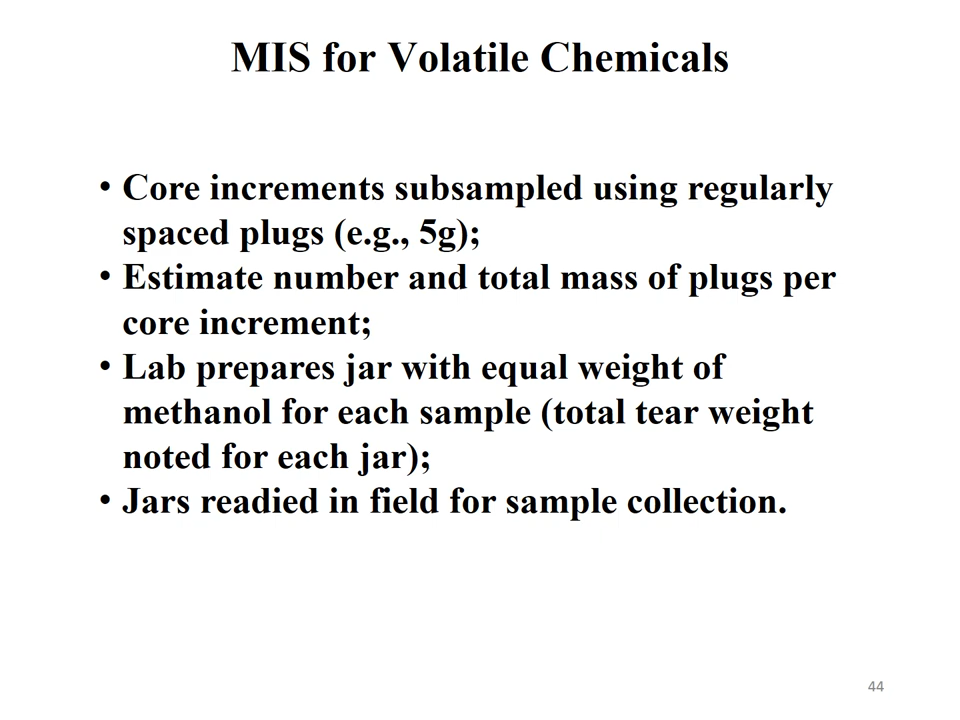 MIS for Volatile Chemicals
• Core increments subsampled using regularly
spaced plugs (e.g., 5g);
• Estimate number and total mass of plugs per
core increment;
• Lab prepares jar with equal weight of
methanol for each sample (total tear weight
noted for each jar);
• Jars readied in field for sample collection.
44